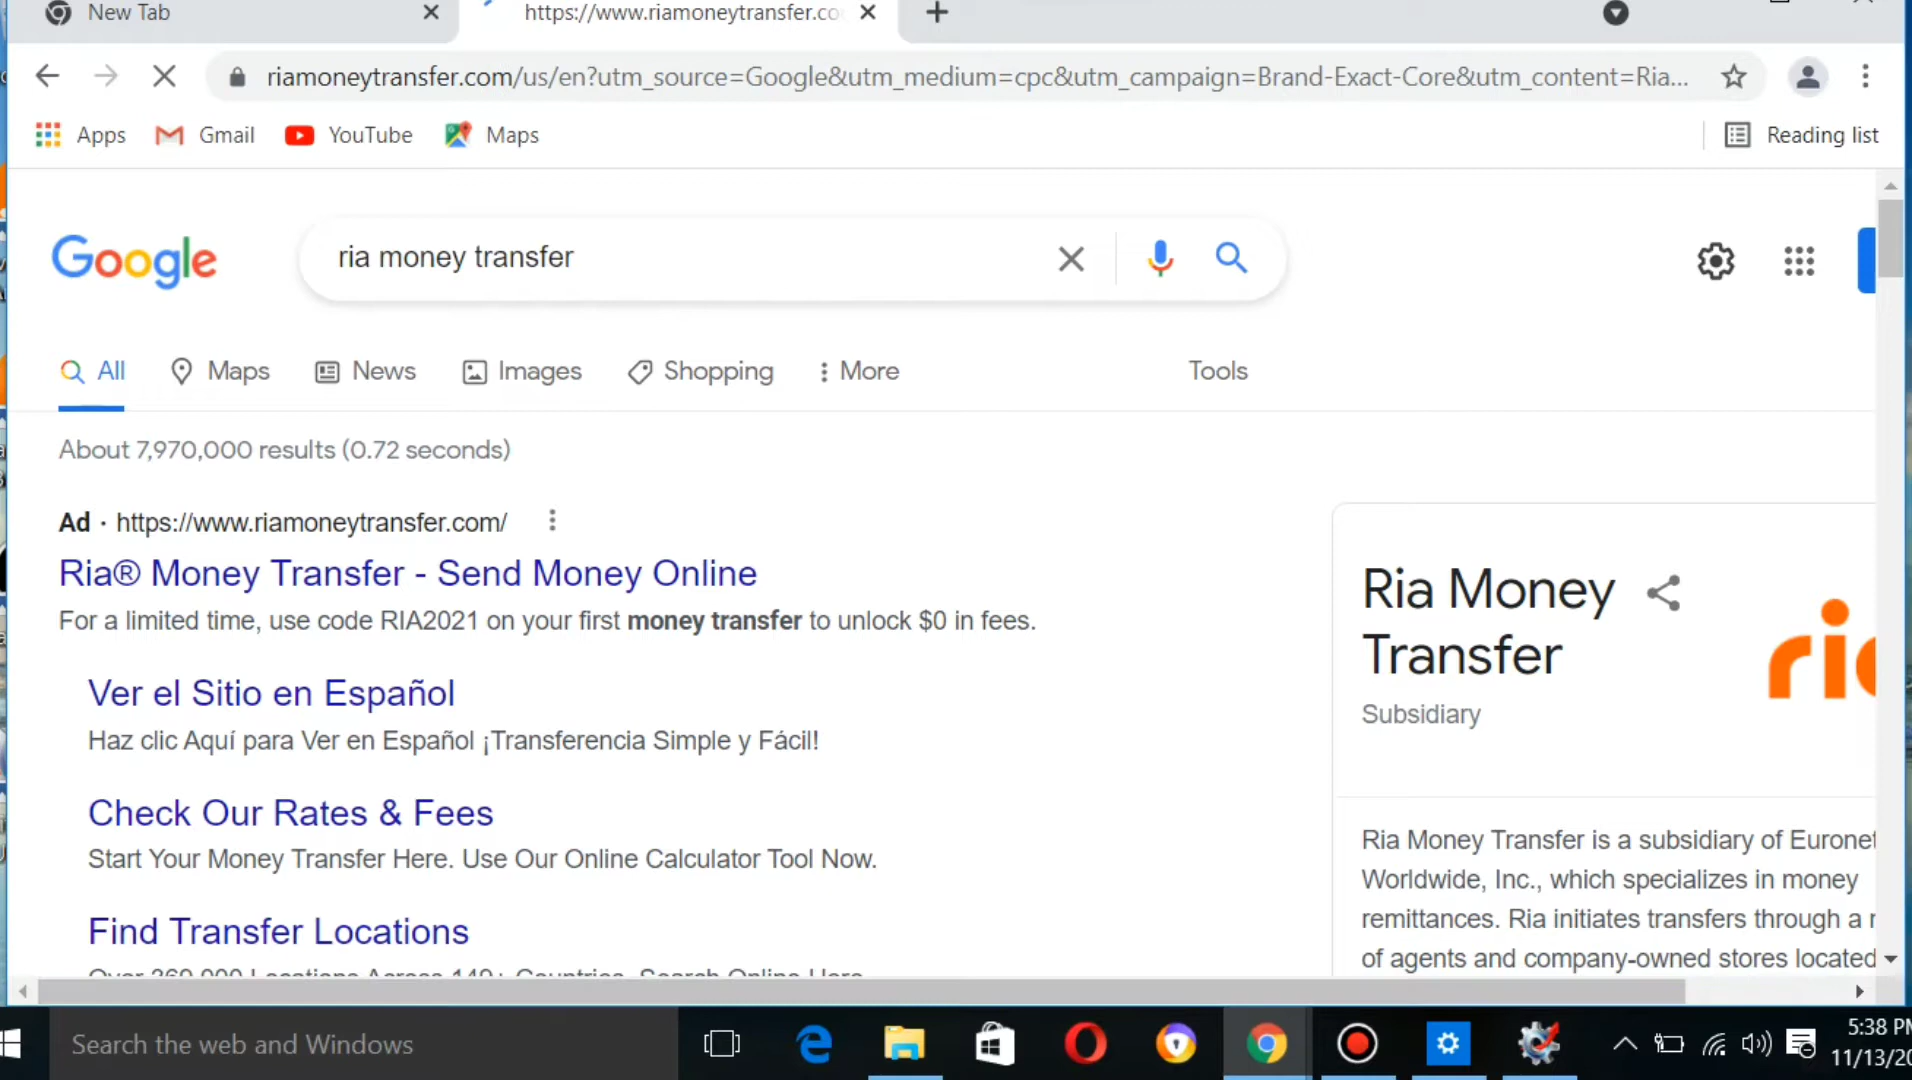 New Tab
https://www.riamoneytransfer.co
riamoneytransfer.com/us/en?utm_source=Google&utm_medium=cpc&utm_campaign=Brand-Exact-Core&utm_content=Ria...
Apps
Gmail
YouTube
Maps
Reading list
Google
ria money transfer
All
Maps
News
Images
Shopping
More
Tools
About 7,970,000 results (0.72 seconds)
Ad · https://www.riamoneytransfer.com/
Ria® Money Transfer - Send Money Online
For a limited time, use code RIA2021 on your first money transfer to unlock $0 in fees.
Ver el Sitio en Español
Haz clic Aquí para Ver en Español ¡Transferencia Simple y Fácil!
Check Our Rates & Fees
Start Your Money Transfer Here. Use Our Online Calculator Tool Now.
Find Transfer Locations
Over 360,000 Locations Across 149+ Countries. Search Online Here
Ria Money
Transfer
Subsidiary
Ria Money Transfer is a subsidiary of Eurone
Worldwide, Inc., which specializes in money
remittances. Ria initiates transfers through a
of agents and company-owned stores located
Search the web and Windows
5:38 PM
11/13/20